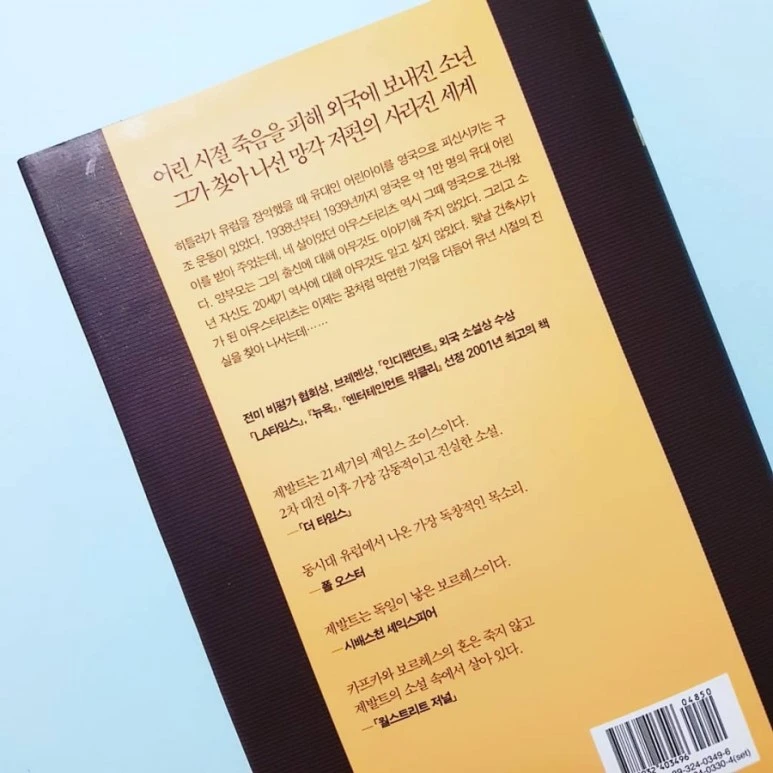 어린 시절 죽음을 피해 외국에 보내진 소년
그가 찾아 나선 망각 저편의 사라진 세계
히틀러가 유럽을 장악했을 때 유대인 어린아이를 영국으로 피신시키는 구
조 운동이 있었다. 1938년부터 1939년까지 영국은 약 1만 명의 유대 어린
이를 받아 주었는데, 네 살이었던 아우스터리츠 역시 그때 영국으로 건너왔
다. 양부모는 그의 출신에 대해 아무것도 이야기해 주지 않았다. 그리고 소
년 자신도 20세기 역사에 대해 아무것도 알고 싶지 않았다. 훗날 건축사가
가 된 아우스터리츠는 이제는 꿈처럼 막연한 기억을 더듬어 유년 시절의 진
실을 찾아 나서는데……
전미 비평가 협회상, 브레멘상, 『인디펜던트』 외국 소설상 수상
『LA타임스』, 『뉴욕』, 『엔터테인먼트 위클리』 선정 2001년 최고의 책
제발트는 21세기의 제임스 조이스이다.
2차 대전 이후 가장 감동적이고 진실한 소설.
—『더 타임스』
동시대 유럽에서 나온 가장 독창적인 목소리.
—폴 오스터
제발트는 독일이 낳은 보르헤스이다.
—시배스천 셰익스피어
카프카와 보르헤스의 혼은 죽지 않고
제발트의 소설 속에서 살아 있다.
—『월스트리트 저널』
04850
403496
324-0349-6
0330-4(set)